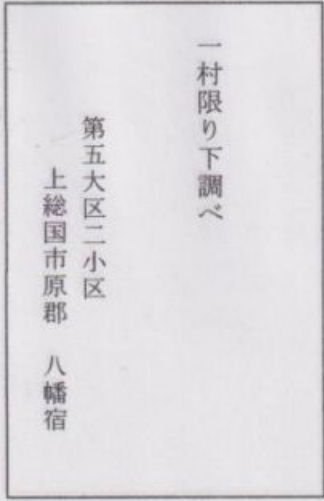 一村限り下調べ
第五大区二小区
上総国市原郡　八幡宿